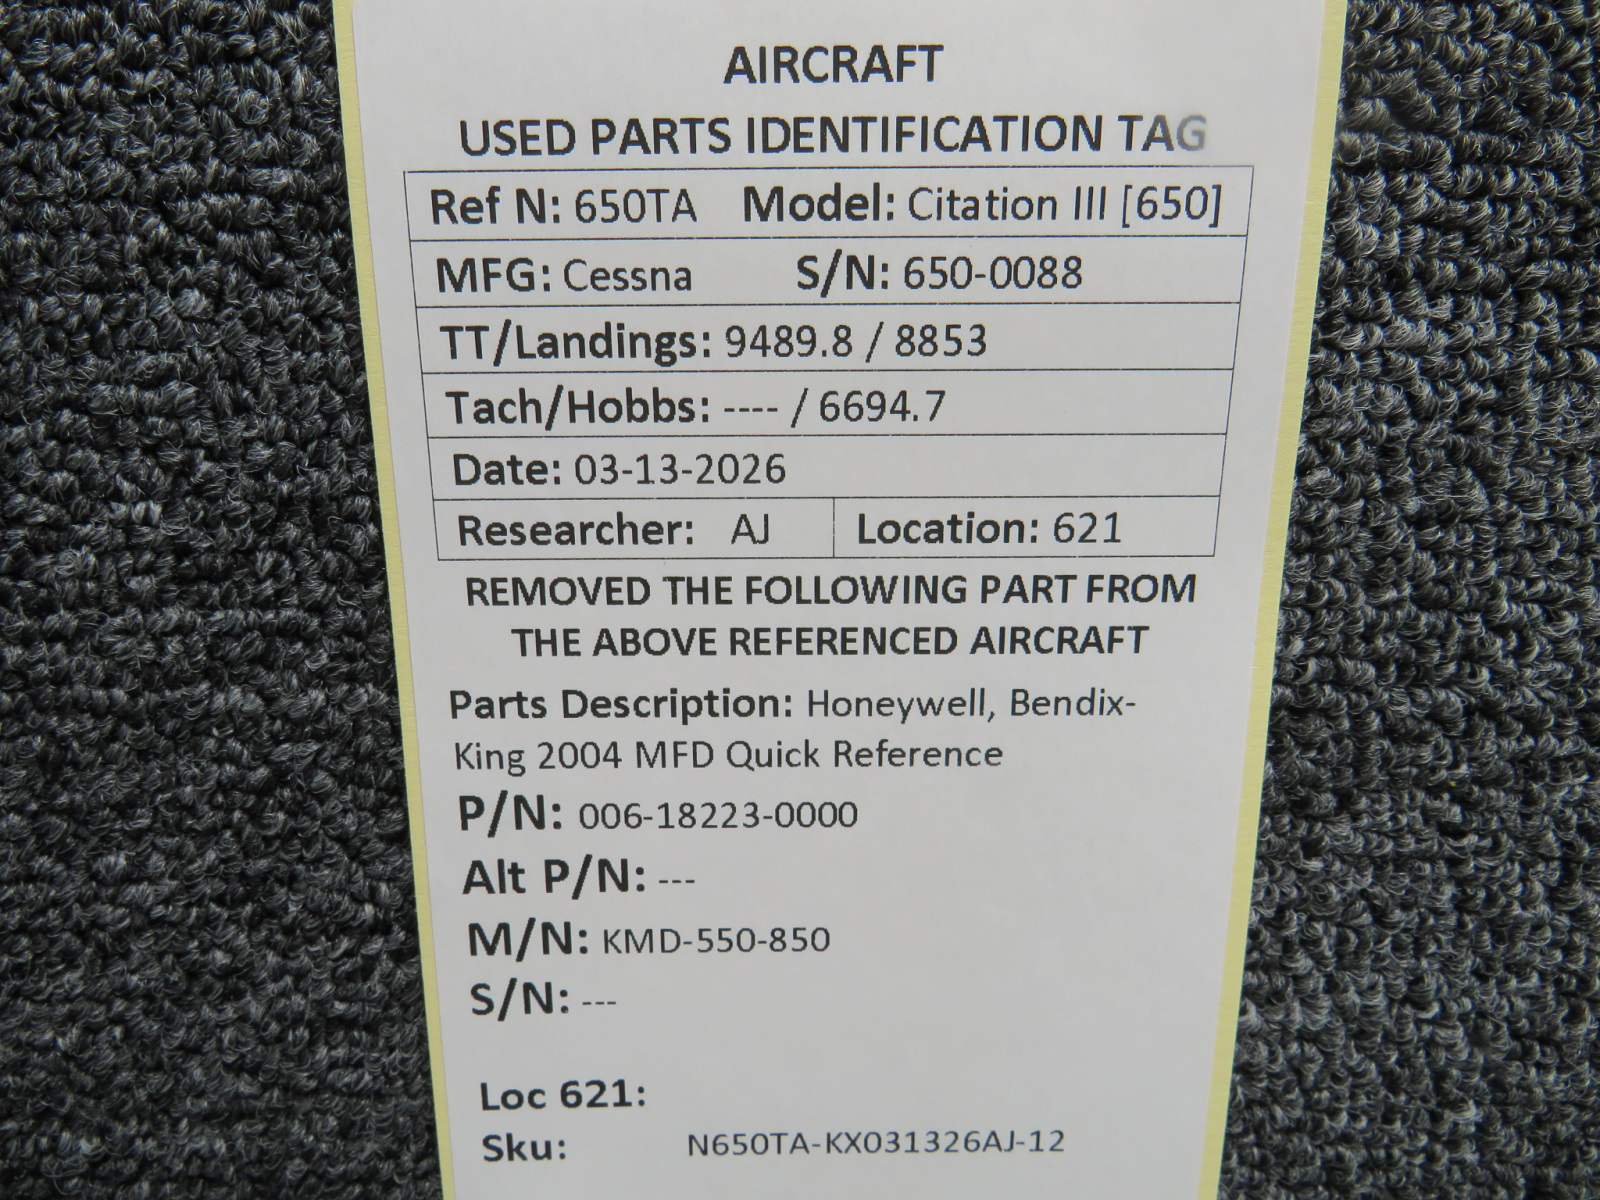 AIRCRAFT
USED PARTS IDENTIFICATION TAG
Ref N: 650TA Model: Citation III [650]
MFG: Cessna S/N: 650-0088
TT/Landings: 9489.8 / 8853
Tach/Hobbs: ---- / 6694.7
Date: 03-13-2026
Researcher: AJ Location: 621
REMOVED THE FOLLOWING PART FROM
THE ABOVE REFERENCED AIRCRAFT
Parts Description: Honeywell, Bendix-
King 2004 MFD Quick Reference
P/N: 006-18223-0000
Alt P/N: ---
M/N: KMD-550-850
S/N: ---
Loc 621:
Sku: N650TA-KX031326AJ-12